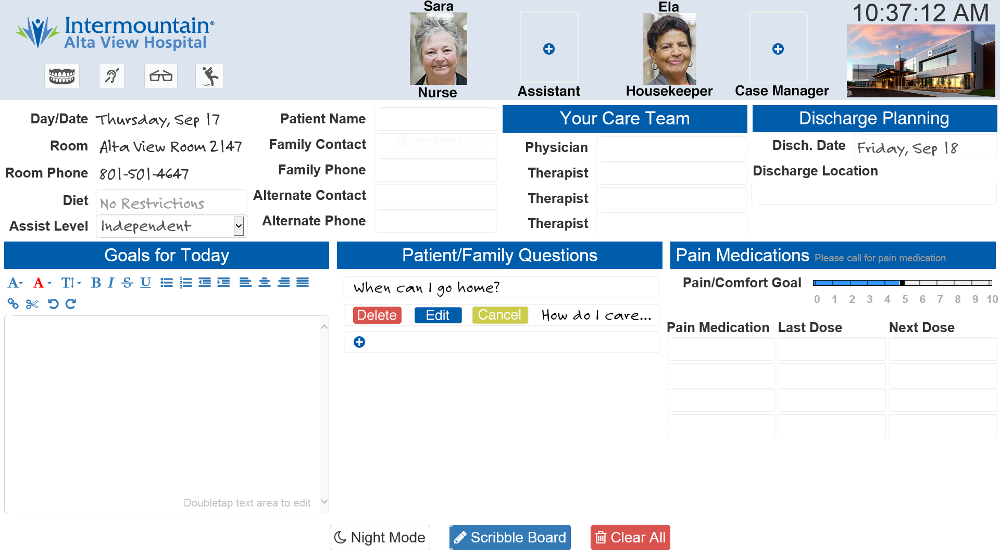 Intermountain®
Alta View Hospital
Sara
Nurse
Assistant
Ela
Housekeeper
Case Manager
10:37:12 AM
Day/Date Thursday, Sep 17
Room Alta View Room 2147
Room Phone 801-501-4647
Diet No Restrictions
Assist Level Independent
Patient Name
Family Contact
Rectangular Snip
Family Phone
Alternate Contact
Alternate Phone
Your Care Team
Physician
Therapist
Therapist
Therapist
Discharge Planning
Disch. Date Friday, Sep 18
Discharge Location
Goals for Today
Doubletap text area to edit
Patient/Family Questions
When can I go home?
Delete Edit Cancel How do I care...
Pain Medications Please call for pain medication
Pain/Comfort Goal
0 1 2 3 4 5 6 7 8 9 10
Pain Medication Last Dose Next Dose
Night Mode Scribble Board Clear All